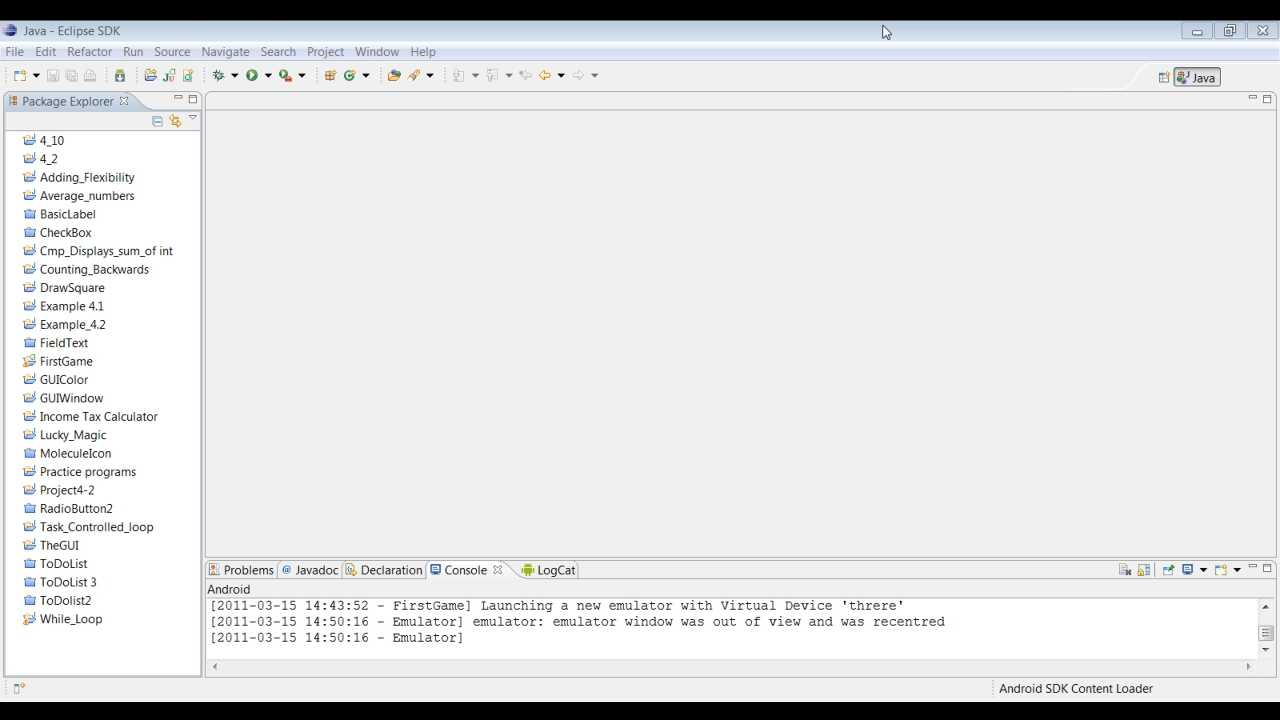 Java - Eclipse SDK
File Edit Refactor Run Source Navigate Search Project Window Help
Java
Package Explorer
4_10
4_2
Adding_Flexibility
Average_numbers
BasicLabel
CheckBox
Cmp_Displays_sum_of int
Counting_Backwards
DrawSquare
Example 4.1
Example_4.2
FieldText
FirstGame
GUIColor
GUIWindow
Income Tax Calculator
Lucky_Magic
MoleculeIcon
Practice programs
Project4-2
RadioButton2
Task_Controlled_loop
TheGUI
ToDoList
ToDoList 3
ToDolist2
While_Loop
Problems Javadoc Declaration Console LogCat
Android
[2011-03-15 14:43:52 - FirstGame] Launching a new emulator with Virtual Device 'threre'
[2011-03-15 14:50:16 - Emulator] emulator: emulator window was out of view and was recentred
[2011-03-15 14:50:16 - Emulator]
Android SDK Content Loader